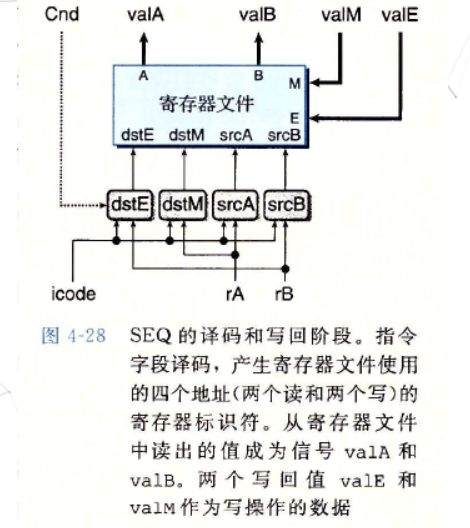 Cnd valA valB valM valE
A B M
寄存器文件
E
dstE dstM srcA srcB
dstE dstM srcA srcB
icode rA rB
图 4-28 SEQ 的译码和写回阶段。指令
字段译码，产生寄存器文件使用
的四个地址(两个读和两个写)的
寄存器标识符。从寄存器文件
中读出的值成为信号 valA 和
valB。两个写回值 valE 和
valM 作为写操作的数据